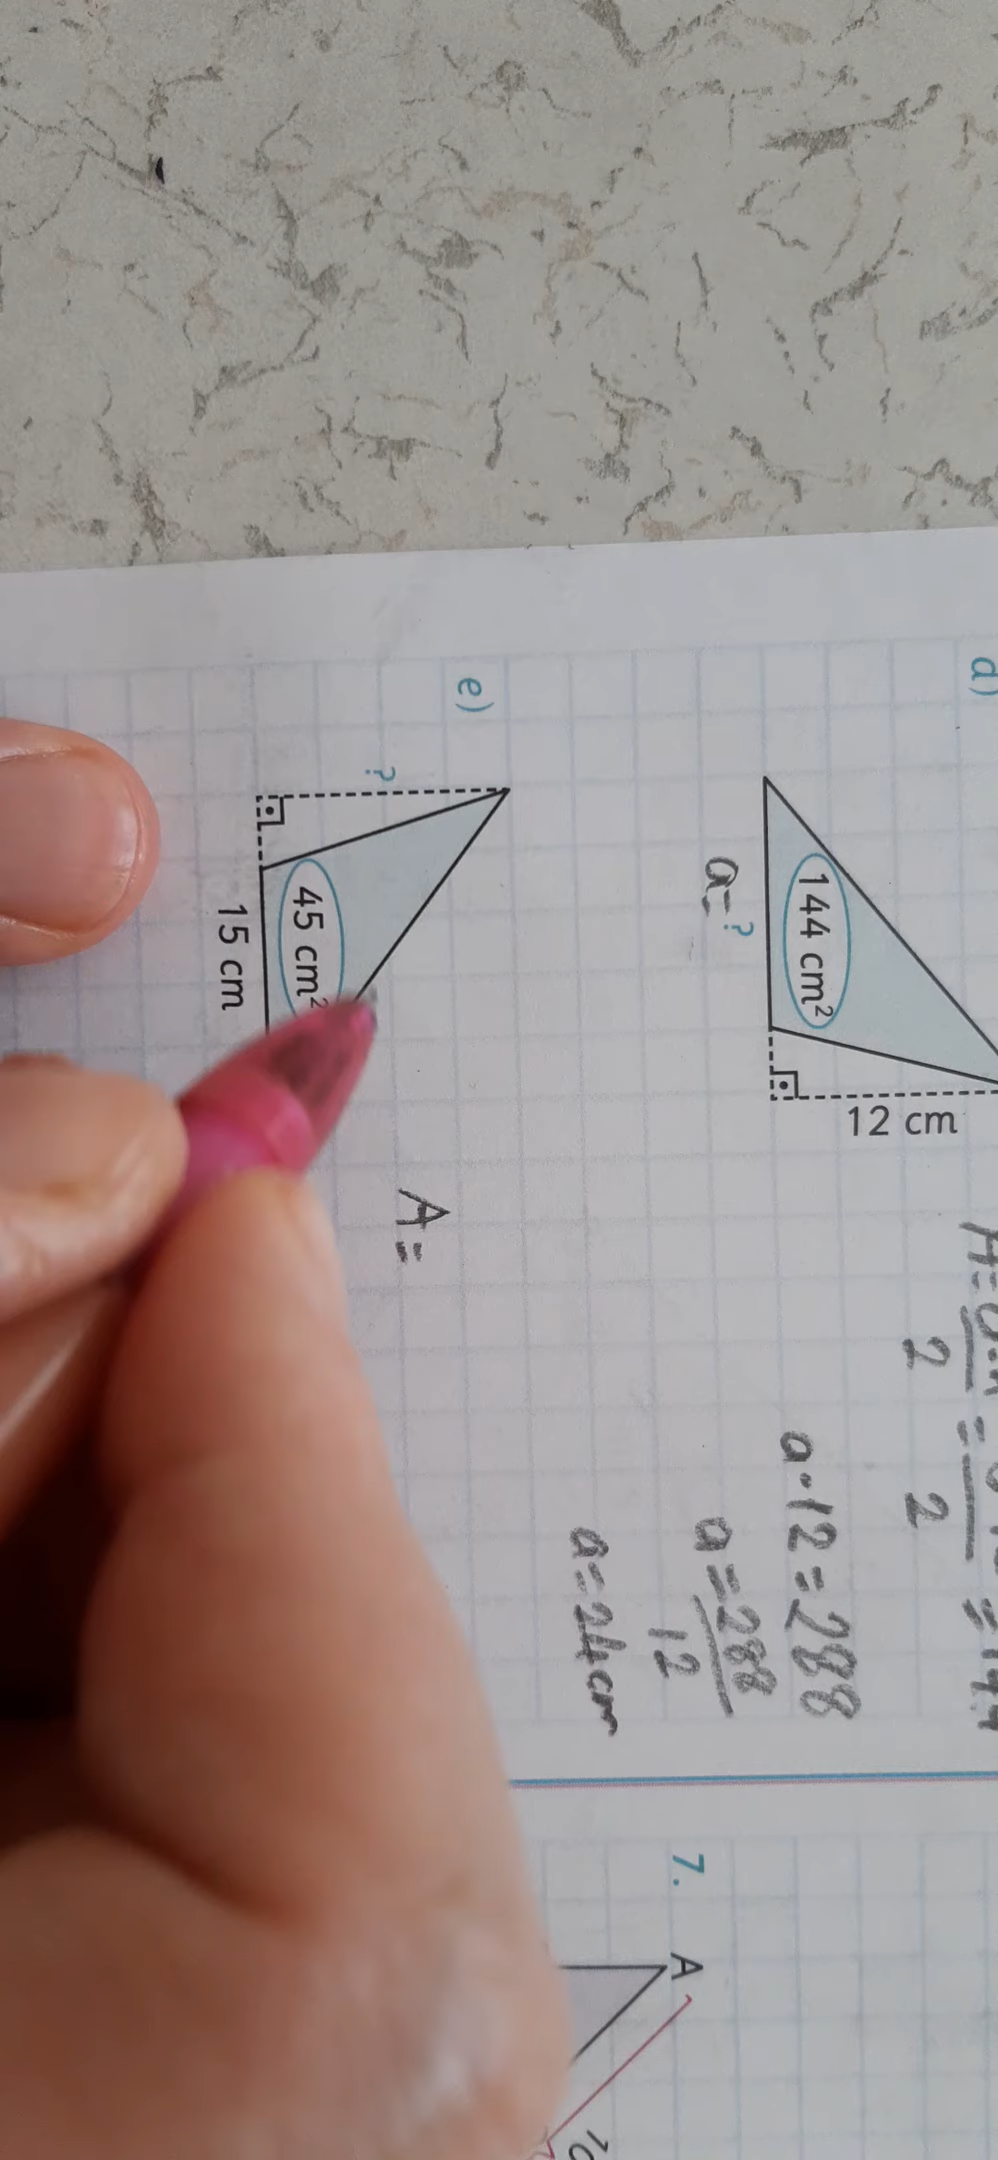 d)
144 cm²
a=?
12 cm
2 2
a·12=288
a=288
12
a=24cm
e)
?
45 cm²
15 cm
A=
7.
A